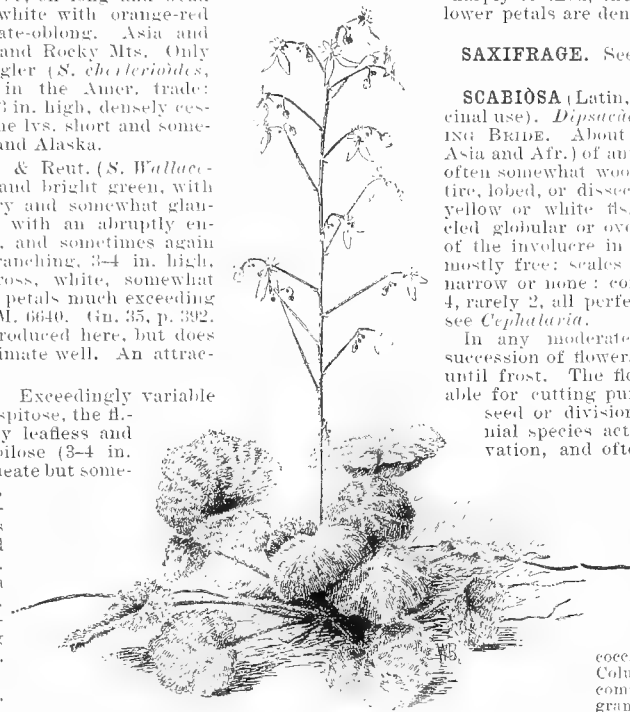 white with orange-red
ate-oblong. Asia and
and Rocky Mts. Only
gler (S. cherlerioides,
in the Amer. trade:
3 in. high, densely ces-
he lvs. short and some-
and Alaska.
& Reut. (S. Wallace-
and bright green, with
ry and somewhat glan-
with an abruptly en-
, and sometimes again
ranching, 3-4 in. high,
ross, white, somewhat
petals much exceeding
M. 6640. Gn. 35, p. 392.
roduced here, but does
imate well. An attrac-
Exceedingly variable
spitose, the fl.-
y leafless and
pilose (3-4 in.
neate but some-
W.B.
lower petals are den
SAXIFRAGE. See
SCABIÒSA (Latin,
cinal use). Dipsacà
ING BRIDE. About
Asia and Afr.) of an
often somewhat woo
tire, lobed, or disse
yellow or white fls.
cled globular or ov
of the involucre in
mostly free: scales
narrow or none: co
4, rarely 2, all perfe
see Cephalaria.
In any moderate
succession of flower
until frost. The flo
able for cutting pu
seed or division
nial species act
vation, and ofte
cocc
Colu
com
gran